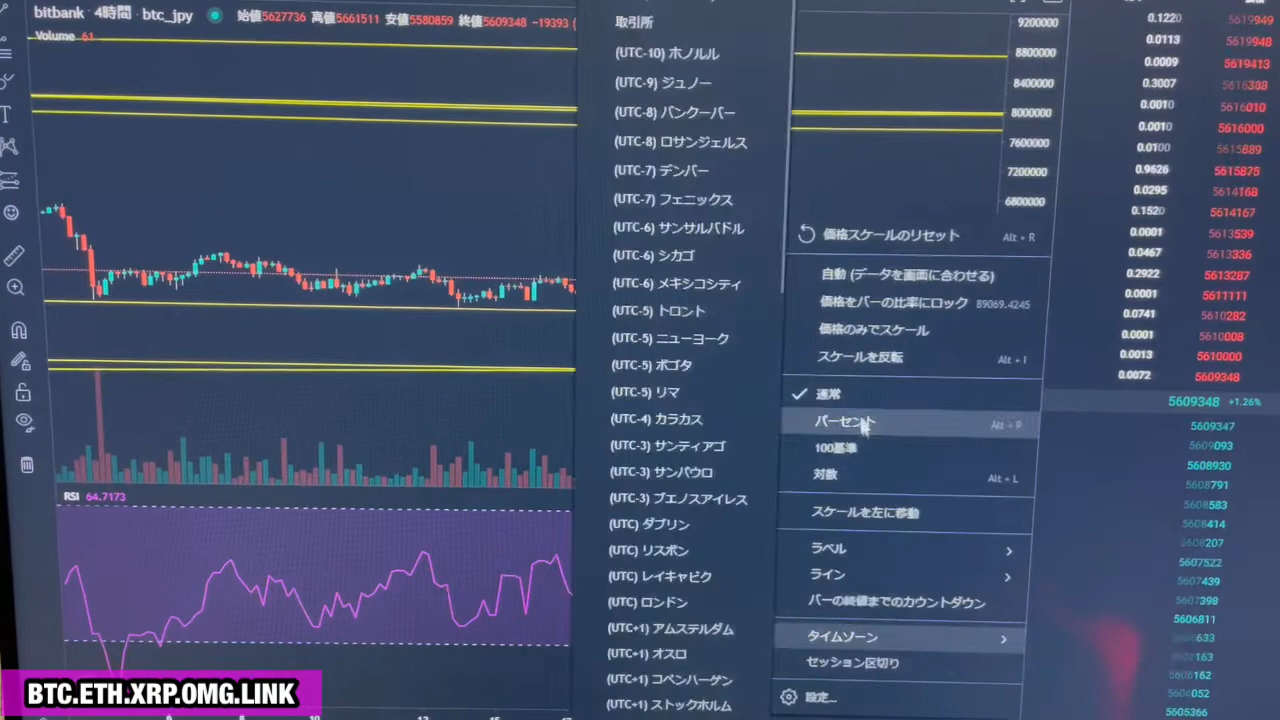 bitbank・4時間・btc_jpy 始値5627736 高値5661511 安値5580859 終値5609348 -19393
Volume 61
RSI 64.7173
取引所
(UTC-10) ホノルル
(UTC-9) ジュノー
(UTC-8) バンクーバー
(UTC-8) ロサンジェルス
(UTC-7) デンバー
(UTC-7) フェニックス
(UTC-6) サンサルバドル
(UTC-6) シカゴ
(UTC-6) メキシコシティ
(UTC-5) トロント
(UTC-5) ニューヨーク
(UTC-5) ボゴタ
(UTC-5) リマ
(UTC-4) カラカス
(UTC-3) サンティアゴ
(UTC-3) サンパウロ
(UTC-3) ブエノスアイレス
(UTC) ダブリン
(UTC) リスボン
(UTC) レイキャビク
(UTC) ロンドン
(UTC+1) アムステルダム
(UTC+1) オスロ
(UTC+1) コペンハーゲン
(UTC+1) ストックホルム
9200000
8800000
8400000
8000000
7600000
7200000
6800000
価格スケールのリセット Alt + R
自動 (データを画面に合わせる)
価格をバーの比率にロック 89069.4245
価格のみでスケール
スケールを反転 Alt + I
通常
パーセント Alt + P
100基準
対数 Alt + L
スケールを左に移動
ラベル
ライン
バーの終値までのカウントダウン
タイムゾーン
セッション区切り
設定...
0.1220 5619949
0.0113 5619948
0.0009 5619413
0.3007 5616388
0.0010 5616010
0.0010 5616000
0.0100 5615889
0.9626 5615875
0.0295 5614168
0.1520 5614167
0.0001 5613539
0.0467 5613336
0.2922 5613287
0.0001 5611111
0.0741 5610282
0.0001 5610008
0.0013 5610000
0.0072 5609348
5609348 +1.26%
5609347
5609093
5608930
5608791
5608583
5608414
5608207
5607522
5607439
5607398
5606811
5606162
5606052
5605366
BTC.ETH.XRP.OMG.LINK